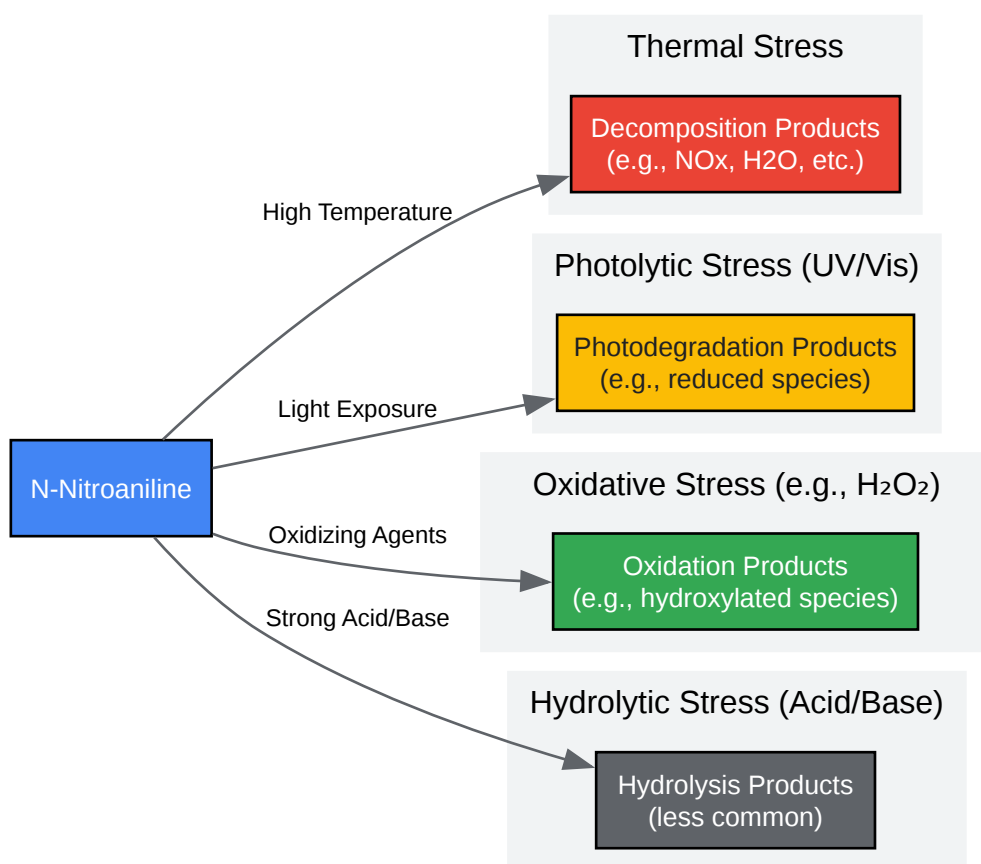 Thermal Stress
Decomposition Products
(e.g., NOx, H2O, etc.)
High Temperature
Photolytic Stress (UV/Vis)
Photodegradation Products
(e.g., reduced species)
Light Exposure
N-Nitroaniline
Oxidative Stress (e.g., H₂O₂)
Oxidizing Agents
Oxidation Products
(e.g., hydroxylated species)
Strong Acid/Base
Hydrolytic Stress (Acid/Base)
Hydrolysis Products
(less common)